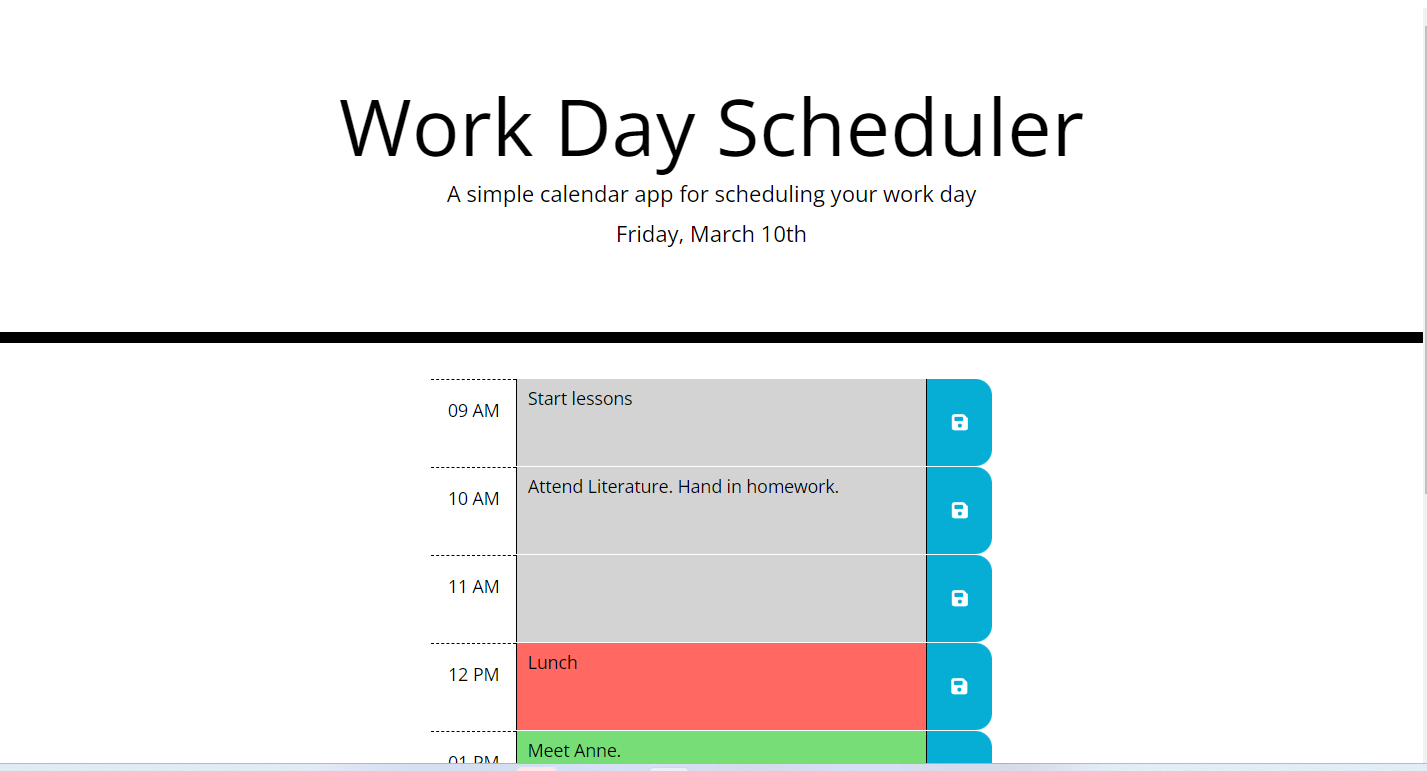 Work Day Scheduler
A simple calendar app for scheduling your work day
Friday, March 10th
09 AM
Start lessons
10 AM
Attend Literature. Hand in homework.
11 AM
12 PM
Lunch
01 PM
Meet Anne.